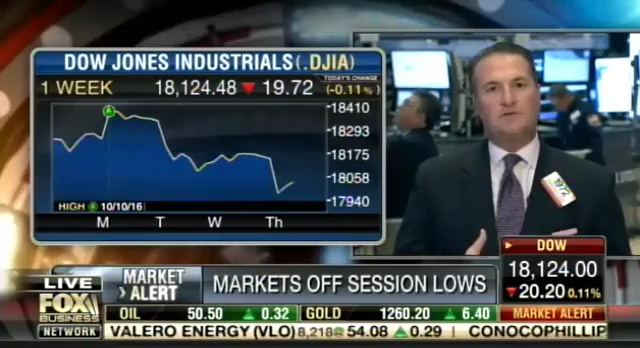 DOW JONES INDUSTRIALS(.DJIA)
1 WEEK 18,124.48 ▼ 19.72 TODAY'S CHANGE (-0.11%)
18410
18293
18175
18058
17940
HIGH 10/10/16
M T W Th
972
DOW
18,124.00
▼ 20.20 0.11%
MARKET ALERT
LIVE
FOX
BUSINESS
NETWORK
MARKET
ALERT
MARKETS OFF SESSION LOWS
OIL 50.50 ▲ 0.32 GOLD 1260.20 ▲ 6.40
VALERO ENERGY (VLO) 8,218@ 54.08 ▲ 0.29 CONOCOPHILLIP